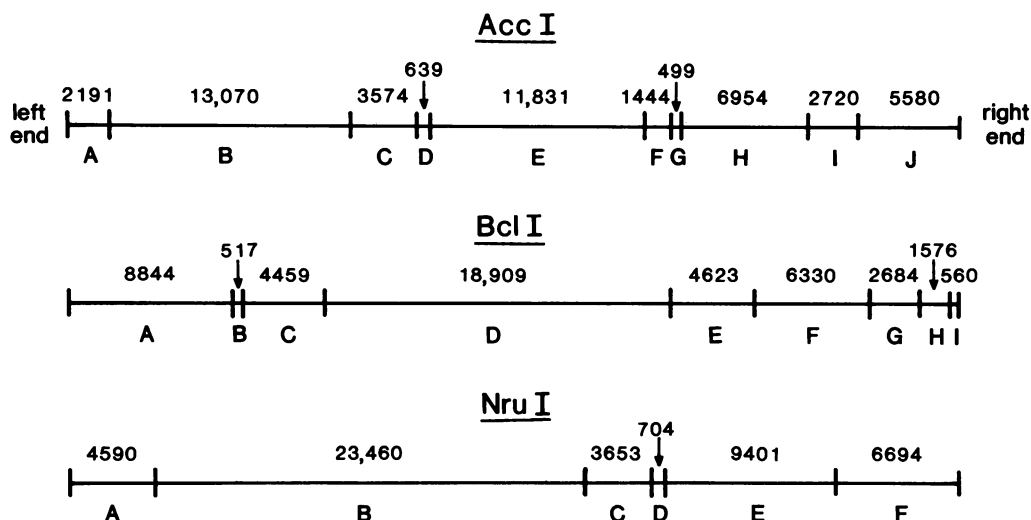 Acc I
639 499
2191 13,070 3574 11,831 1444 6954 2720 5580
left end
right end
A B C D E F G H I J
Bcl I
517 1576
8844 4459 18,909 4623 6330 2684 560
A B C D E F G H I
Nru I
704
4590 23,460 3653 9401 6694
A B C D E F